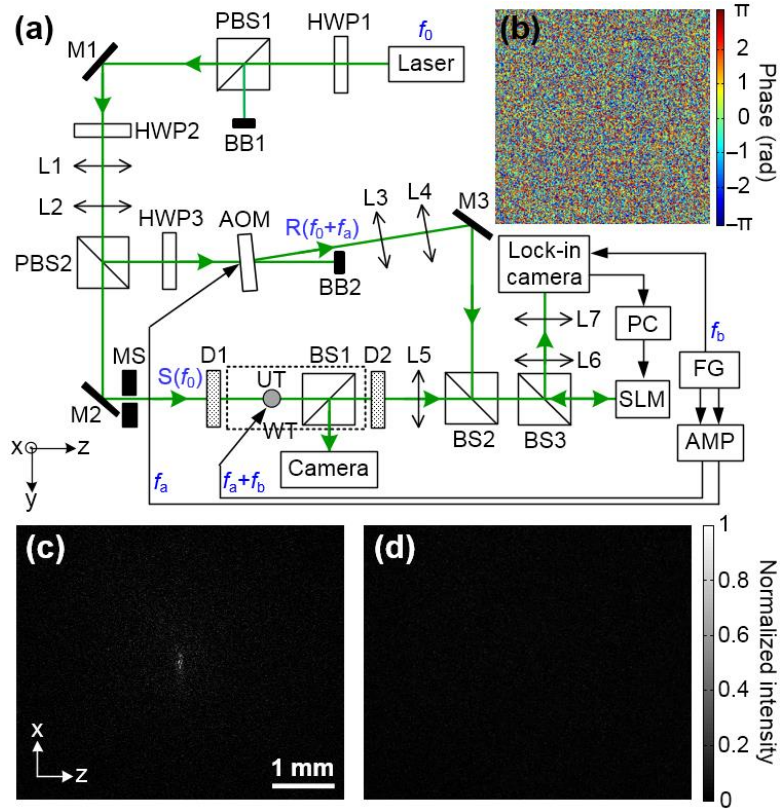 (a)
PBS1
HWP1
f₀
Laser
M1
BB1
HWP2
L1
L2
HWP3
AOM
R(f₀+fₐ)
L3
L4
M3
PBS2
BB2
Lock-in
camera
L7
L6
PC
f_b
FG
MS
S(f₀)
D1
UT
BS1
D2
L5
M2
WT
BS2
BS3
SLM
AMP
Camera
x
z
y
fₐ
fₐ+f_b
(b)
π
2
1
0
−1
−2
−π
Phase (rad)
(c)
x
z
1 mm
(d)
1
0.8
0.6
0.4
0.2
0
Normalized intensity